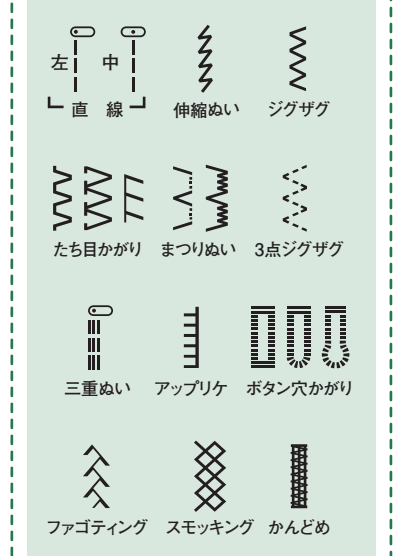 左 中
直線
伸縮ぬい
ジグザグ
たち目かがり
まつりぬい
3点ジグザグ
三重ぬい
アップリケ
ボタン穴かがり
ファゴティング
スモッキング
かんどめ